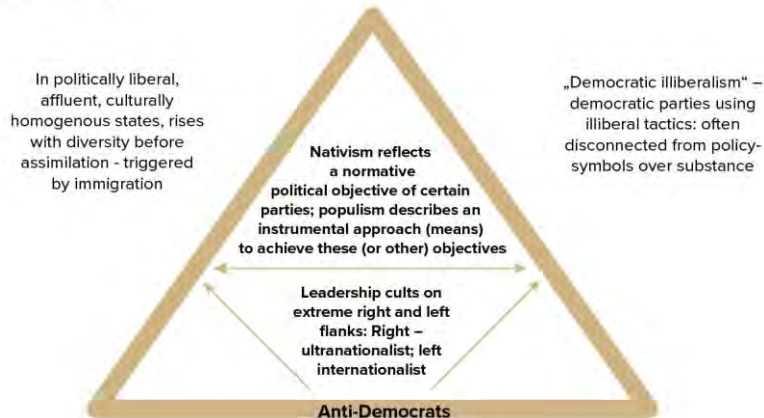 In politically liberal,
affluent, culturally
homogenous states, rises
with diversity before
assimilation - triggered
by immigration
„Democratic illiberalism“ –
democratic parties using
illiberal tactics: often
disconnected from policy-
symbols over substance
Nativism reflects
a normative
political objective of certain
parties; populism describes an
instrumental approach (means)
to achieve these (or other) objectives
Leadership cults on
extreme right and left
flanks: Right –
ultranationalist; left
internationalist
Anti-Democrats